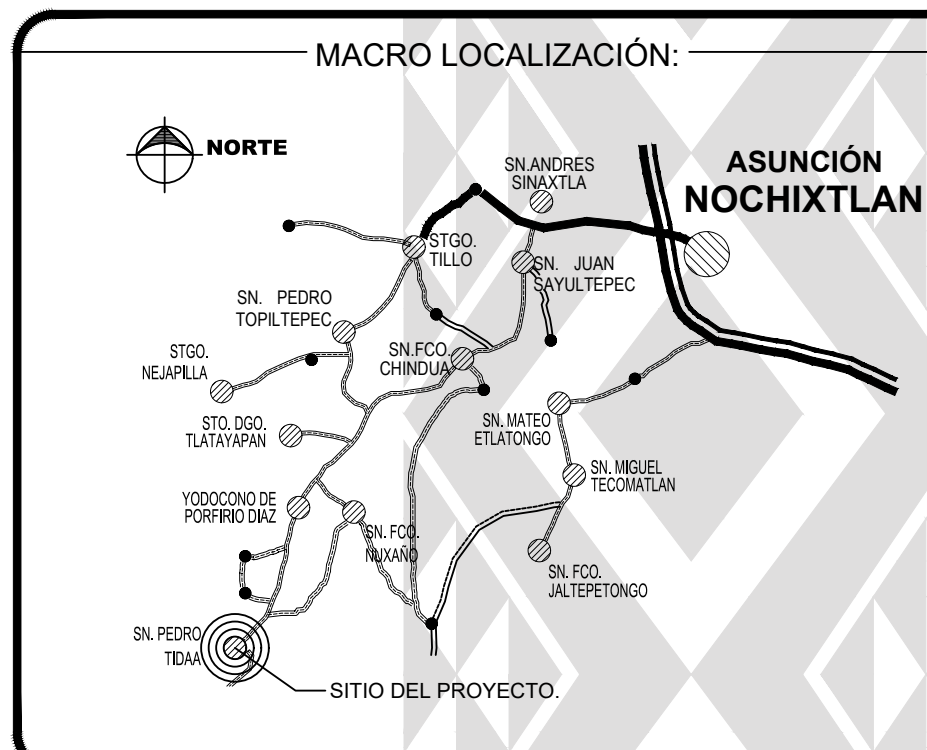 MACRO LOCALIZACIÓN:
NORTE
SN.ANDRES
SINAXTLA
ASUNCIÓN
NOCHIXTLAN
STGO.
TILLO
SN. JUAN
SAYULTEPEC
SN. PEDRO
TOPILTEPEC
STGO.
NEJAPILLA
SN.FCO.
CHINDUA
STO. DGO.
TLATAYAPAN
SN. MATEO
ETLATONGO
SN. MIGUEL
TECOMATLAN
YODOCONO DE
PORFIRIO DIAZ
SN. FCO.
NUXAÑO
SN. FCO.
JALTEPETONGO
SN. PEDRO
TIDAA
SITIO DEL PROYECTO.